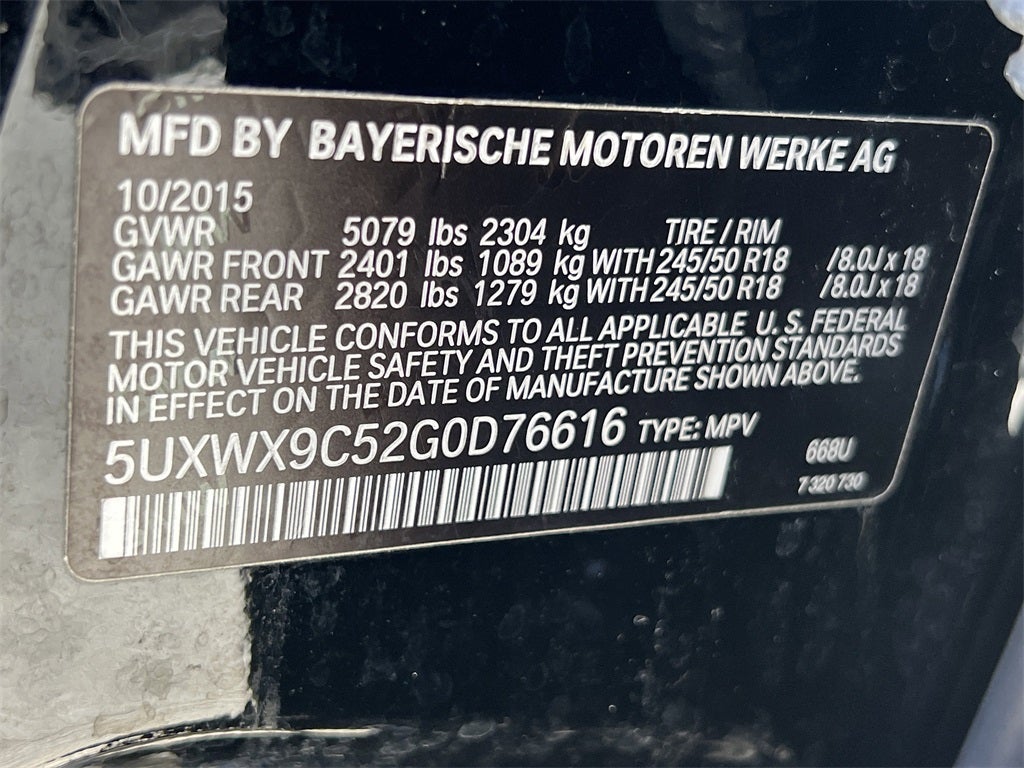 MFD BY BAYERISCHE MOTOREN WERKE AG
10/2015
GVWR 5079 lbs 2304 kg TIRE / RIM
GAWR FRONT 2401 lbs 1089 kg WITH 245/50 R18 /8.0J x 18
GAWR REAR 2820 lbs 1279 kg WITH 245/50 R18 /8.0J x 18
THIS VEHICLE CONFORMS TO ALL APPLICABLE U. S. FEDERAL
MOTOR VEHICLE SAFETY AND THEFT PREVENTION STANDARDS
IN EFFECT ON THE DATE OF MANUFACTURE SHOWN ABOVE.
5UXWX9C52G0D76616 TYPE: MPV
668U
7 320 730